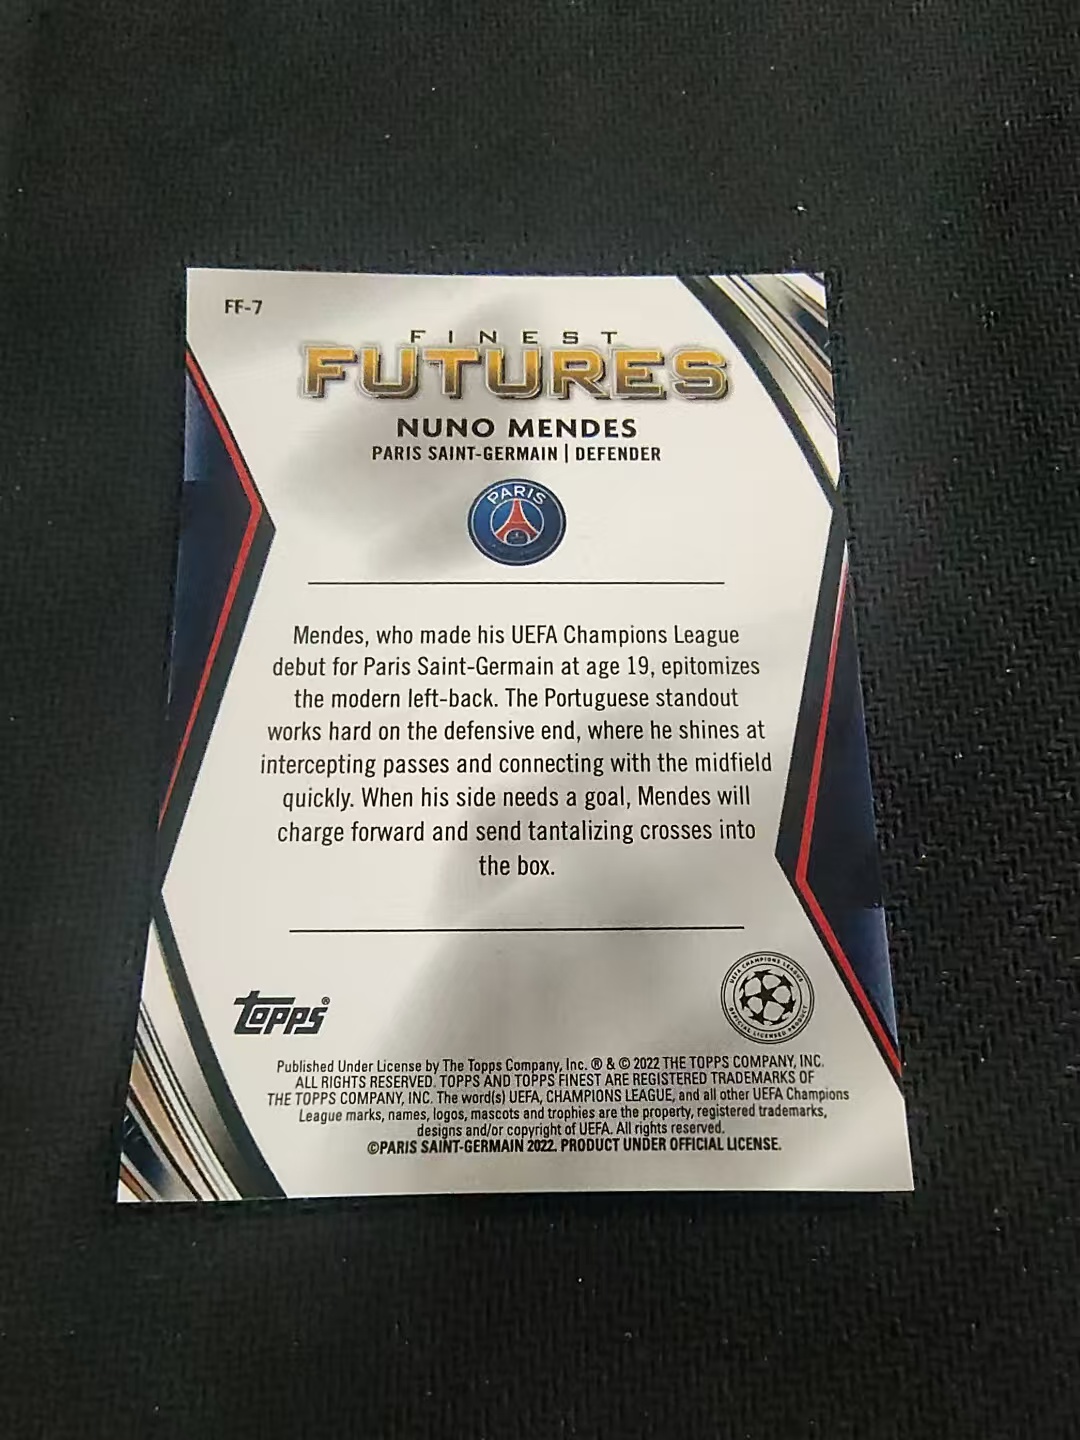 FF-7
FINEST
FUTURES
NUNO MENDES
PARIS SAINT-GERMAIN | DEFENDER
PARIS
Mendes, who made his UEFA Champions League
debut for Paris Saint-Germain at age 19, epitomizes
the modern left-back. The Portuguese standout
works hard on the defensive end, where he shines at
intercepting passes and connecting with the midfield
quickly. When his side needs a goal, Mendes will
charge forward and send tantalizing crosses into
the box.
UEFA CHAMPIONS LEAGUE
OFFICIAL LICENSED PRODUCT
Topps®
Published Under License by The Topps Company, Inc. ® & © 2022 THE TOPPS COMPANY, INC.
ALL RIGHTS RESERVED. TOPPS AND TOPPS FINEST ARE REGISTERED TRADEMARKS OF
THE TOPPS COMPANY, INC. The word(s) UEFA, CHAMPIONS LEAGUE, and all other UEFA Champions
League marks, names, logos, mascots and trophies are the property, registered trademarks,
designs and/or copyright of UEFA. All rights reserved.
©PARIS SAINT-GERMAIN 2022. PRODUCT UNDER OFFICIAL LICENSE.